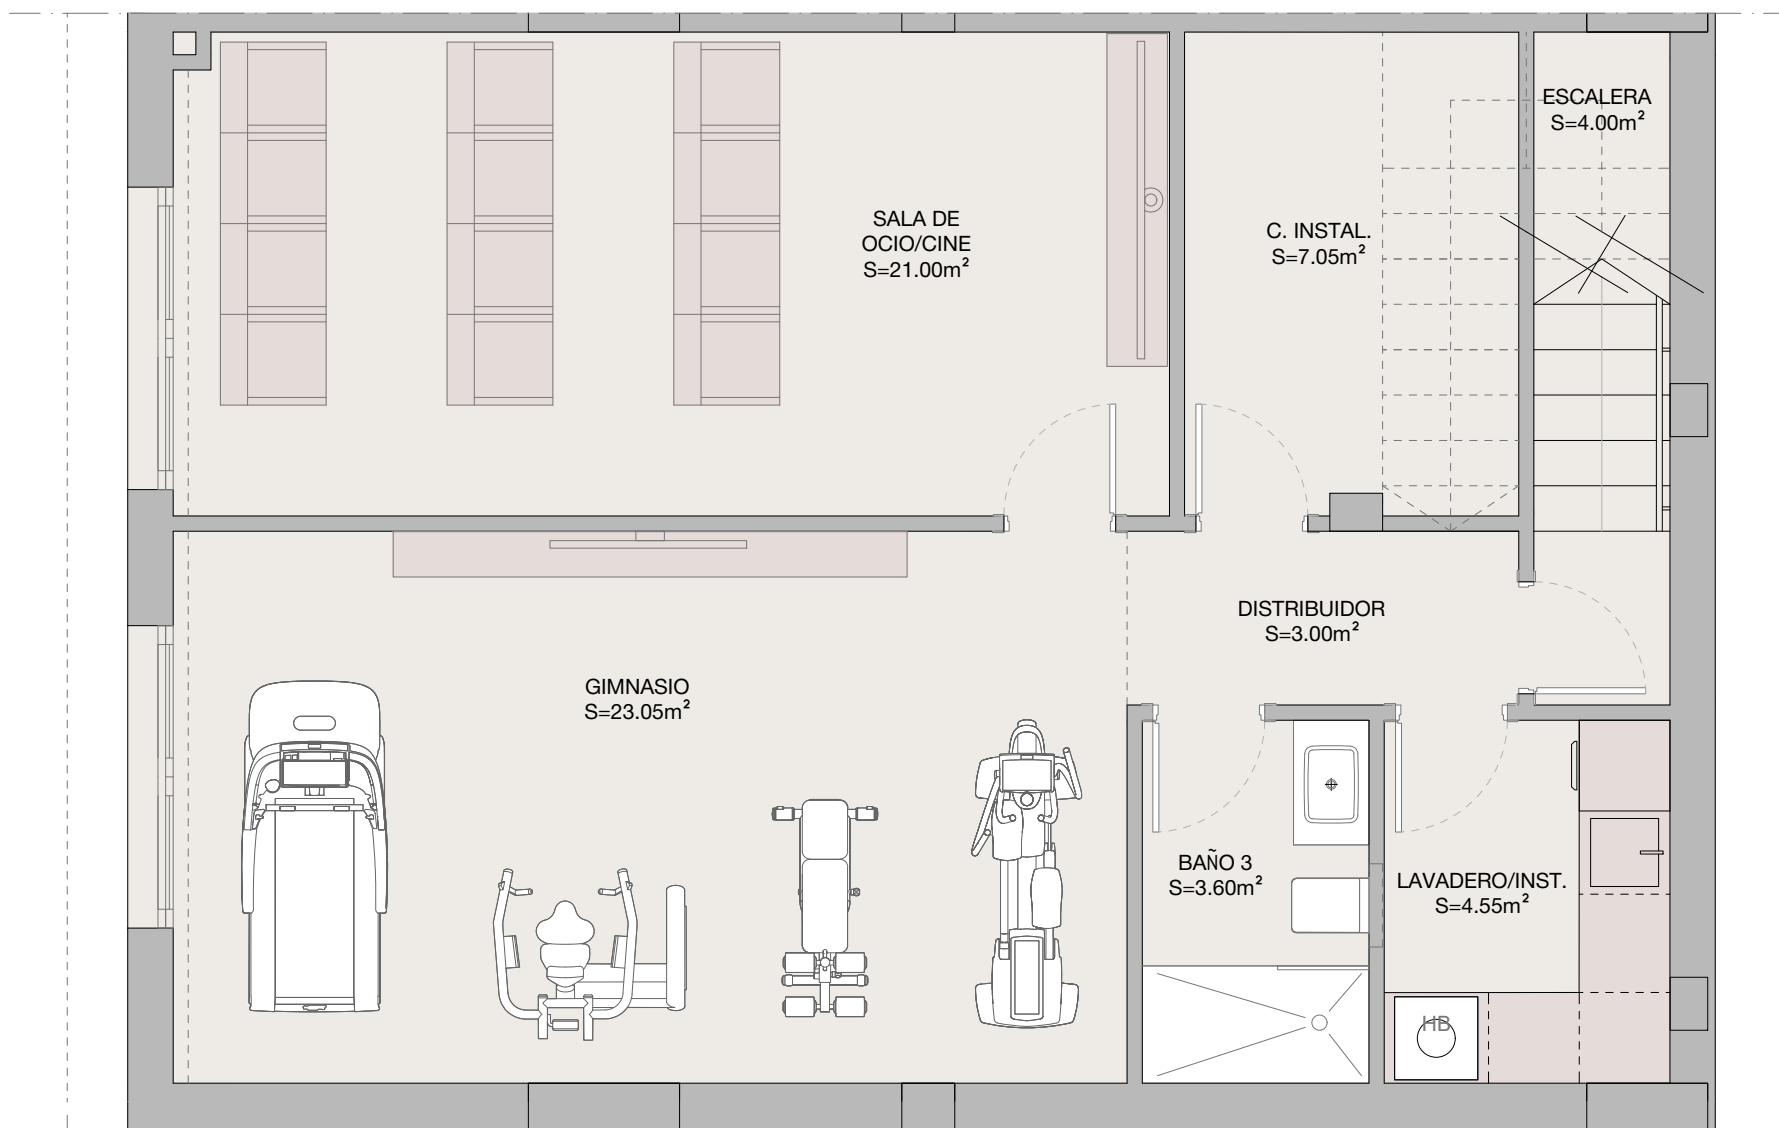 ESCALERA
S=4.00m²
SALA DE
OCIO/CINE
S=21.00m²
C. INSTAL.
S=7.05m²
DISTRIBUIDOR
S=3.00m²
GIMNASIO
S=23.05m²
BAÑO 3
S=3.60m²
LAVADERO/INST.
S=4.55m²
HB